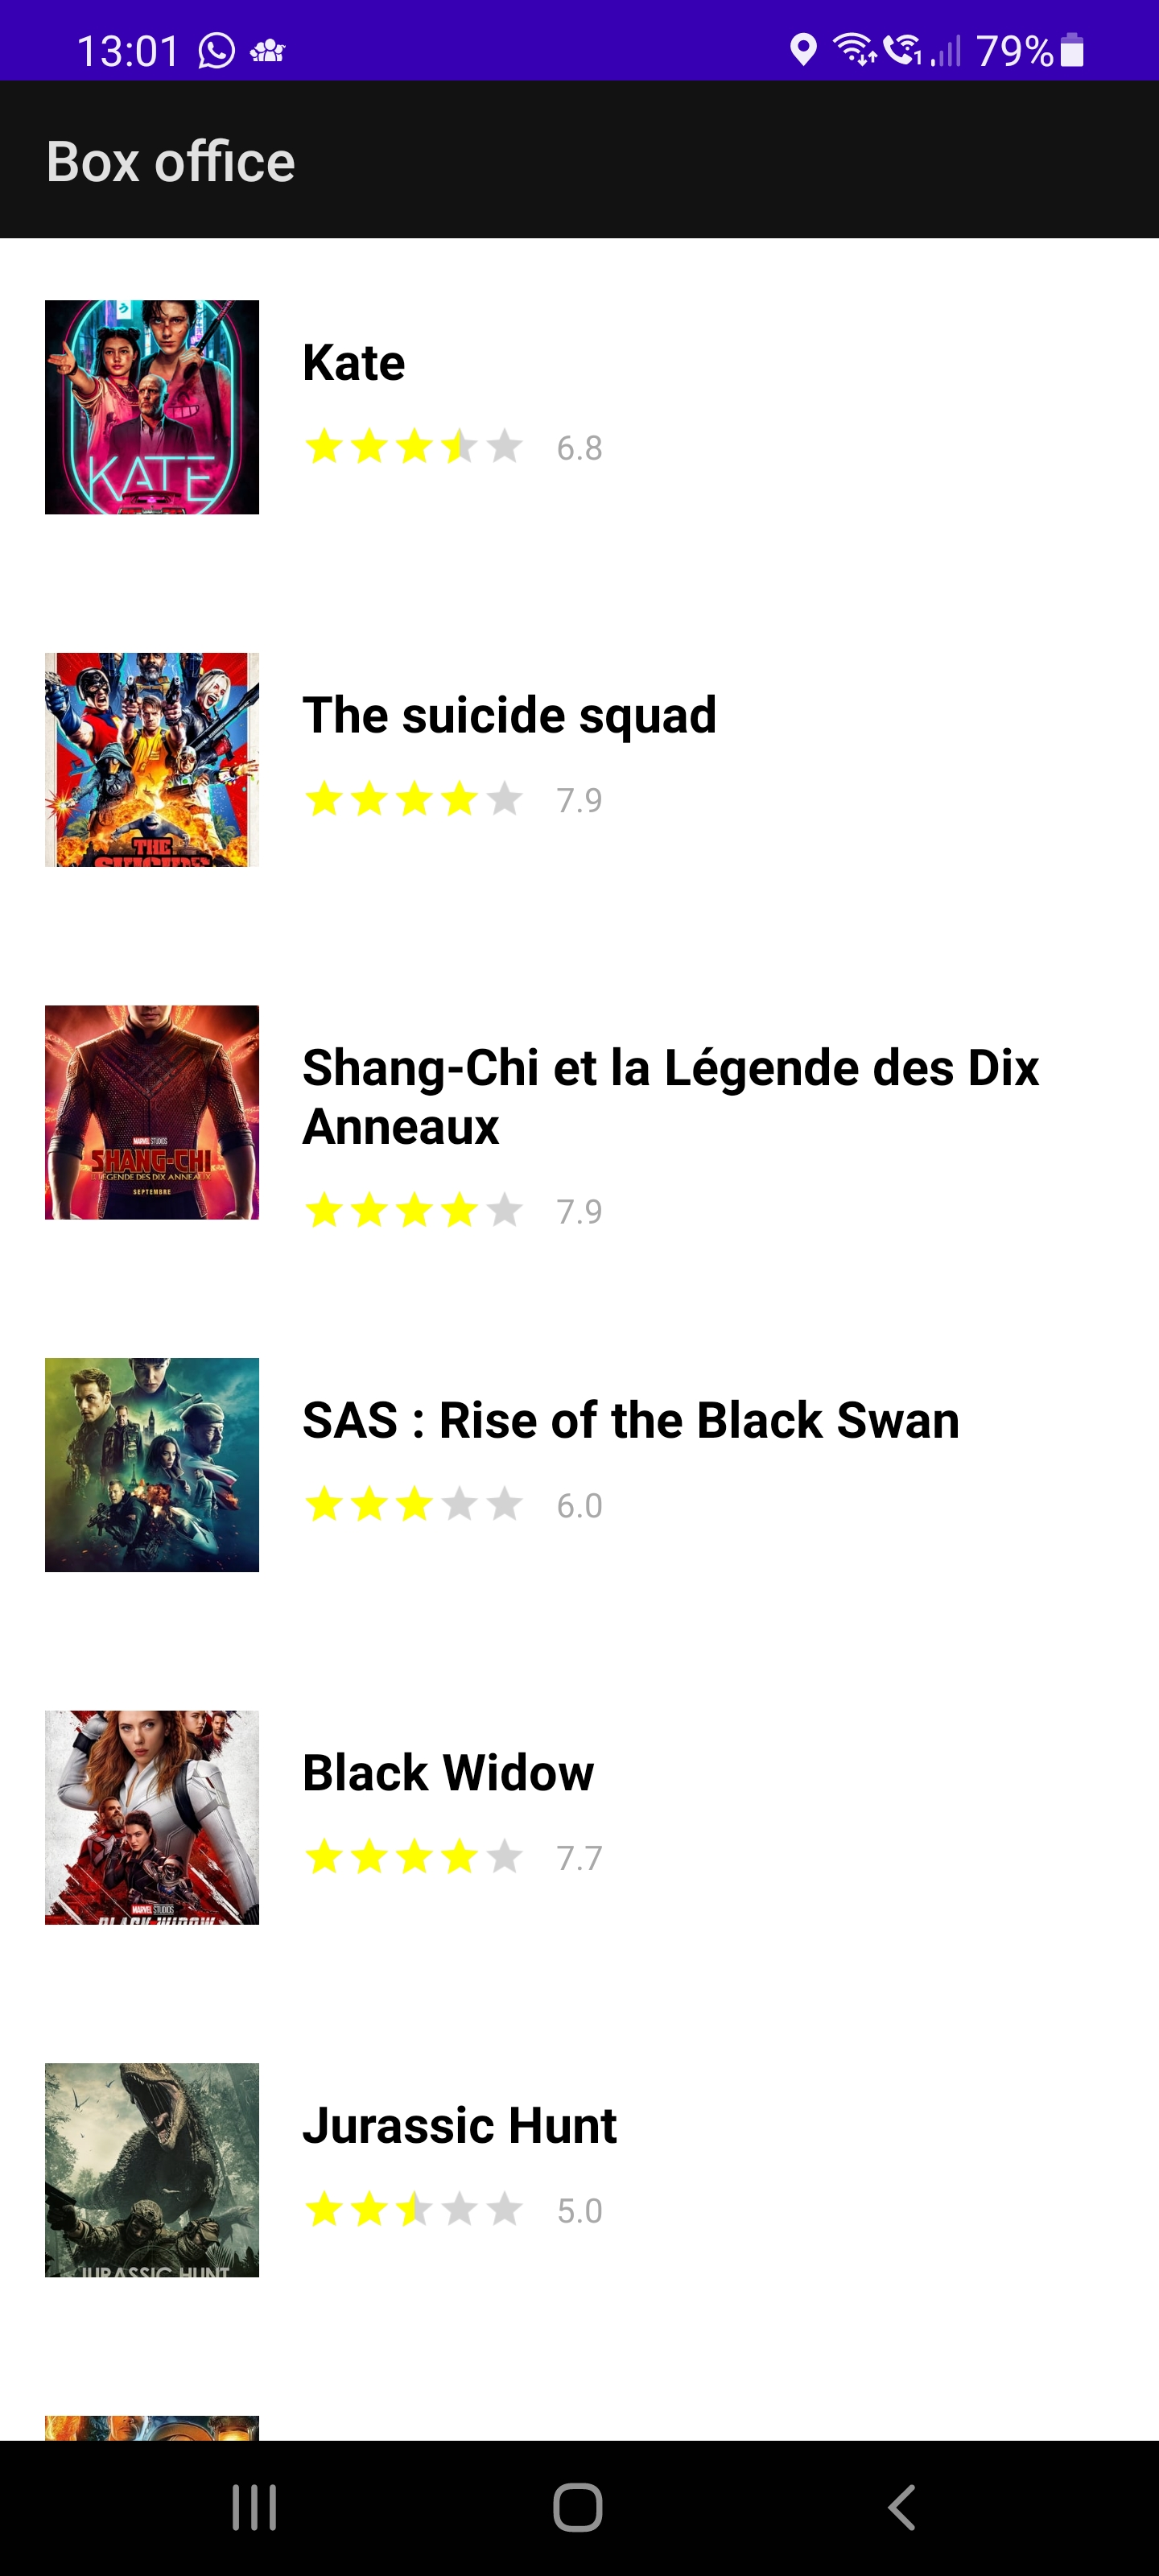 13:01
79%
Box office
KATE
Kate
6.8
THE
SUICIDE
The suicide squad
7.9
MARVEL STUDIOS
SHANG-CHI
LÉGENDE DES DIX ANNEAUX
SEPTEMBRE
Shang-Chi et la Légende des Dix
Anneaux
7.9
SAS : Rise of the Black Swan
6.0
MARVEL STUDIOS
BLACK WIDOW
Black Widow
7.7
JURASSIC HUNT
Jurassic Hunt
5.0